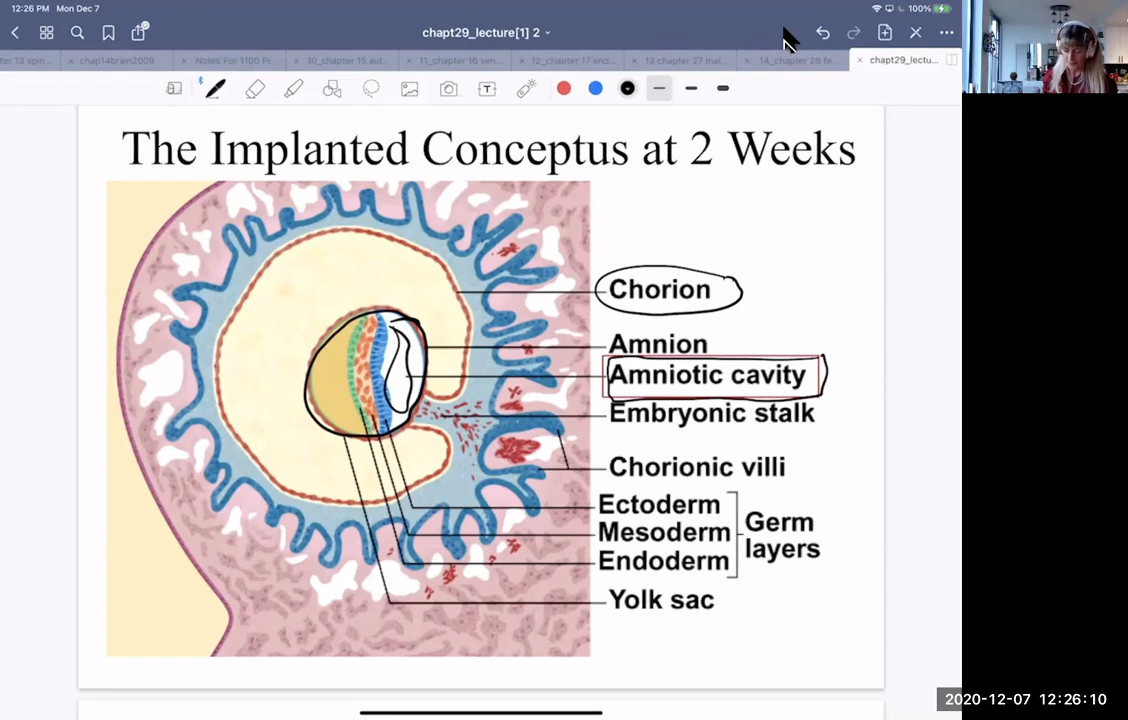 12:26 PM Mon Dec 7
100%
chapt29_lecture[1] 2
ter 13 spin...
chap14brain2009
Notes For 1100 Pr...
10_chapter 15 aut...
11_chapter 16 sen...
12_chapter 17 end...
13 chapter 27 mal...
14_chapter 28 fe...
chapt29_lectu...
The Implanted Conceptus at 2 Weeks
Chorion
Amnion
Amniotic cavity
Embryonic stalk
Chorionic villi
Ectoderm
Mesoderm
Endoderm
Germ
layers
Yolk sac
2020-12-07 12:26:10